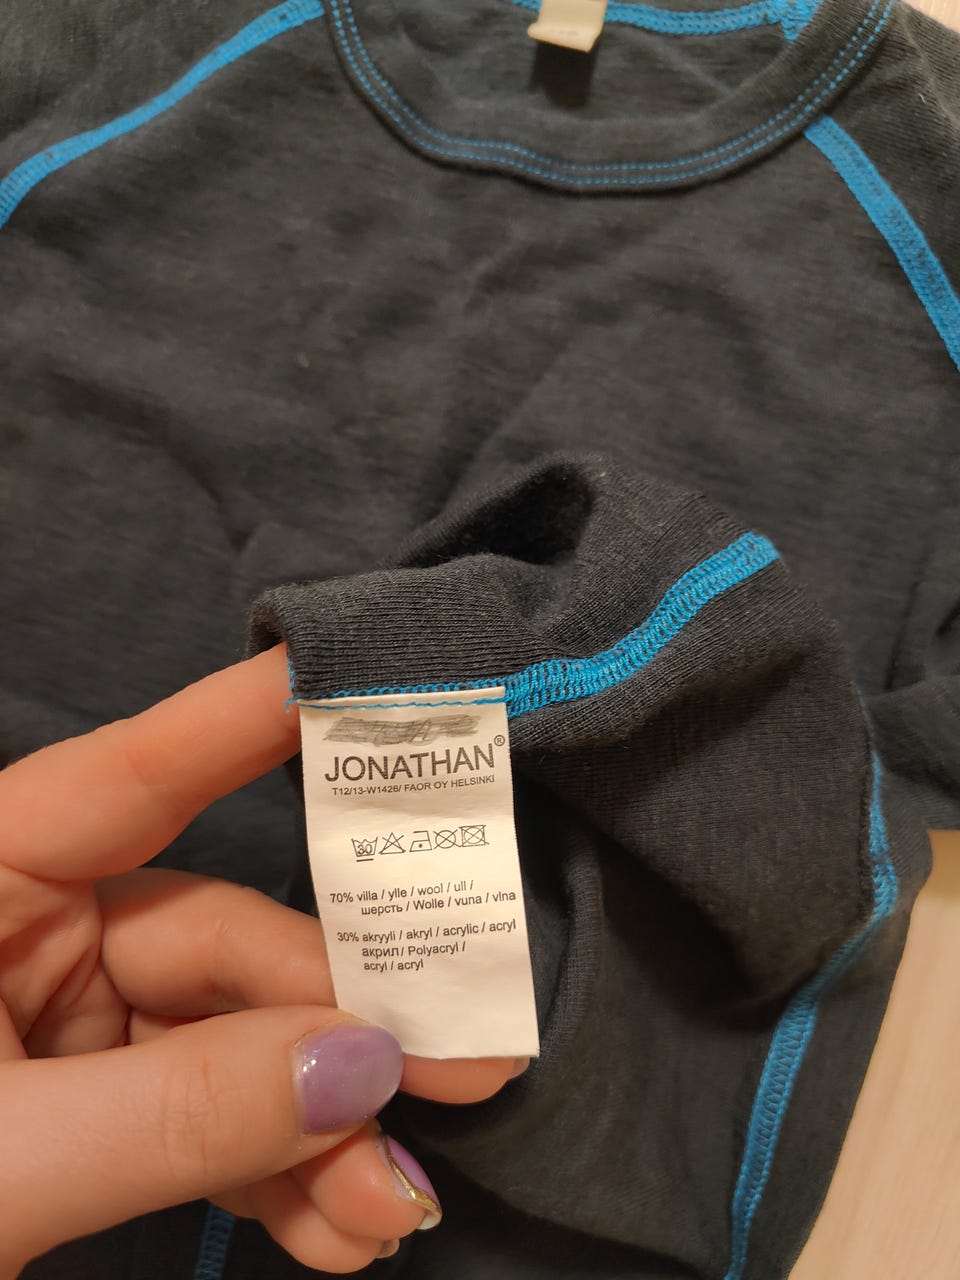 JONATHAN®
T12/13-W1426/ FAOR OY HELSINKI
30
70% villa / ylle / wool / ull /
шерсть / Wolle / vuna / vlna
30% akryyli / akryl / acrylic / acryl
акрил / Polyacryl /
acryl / acryl